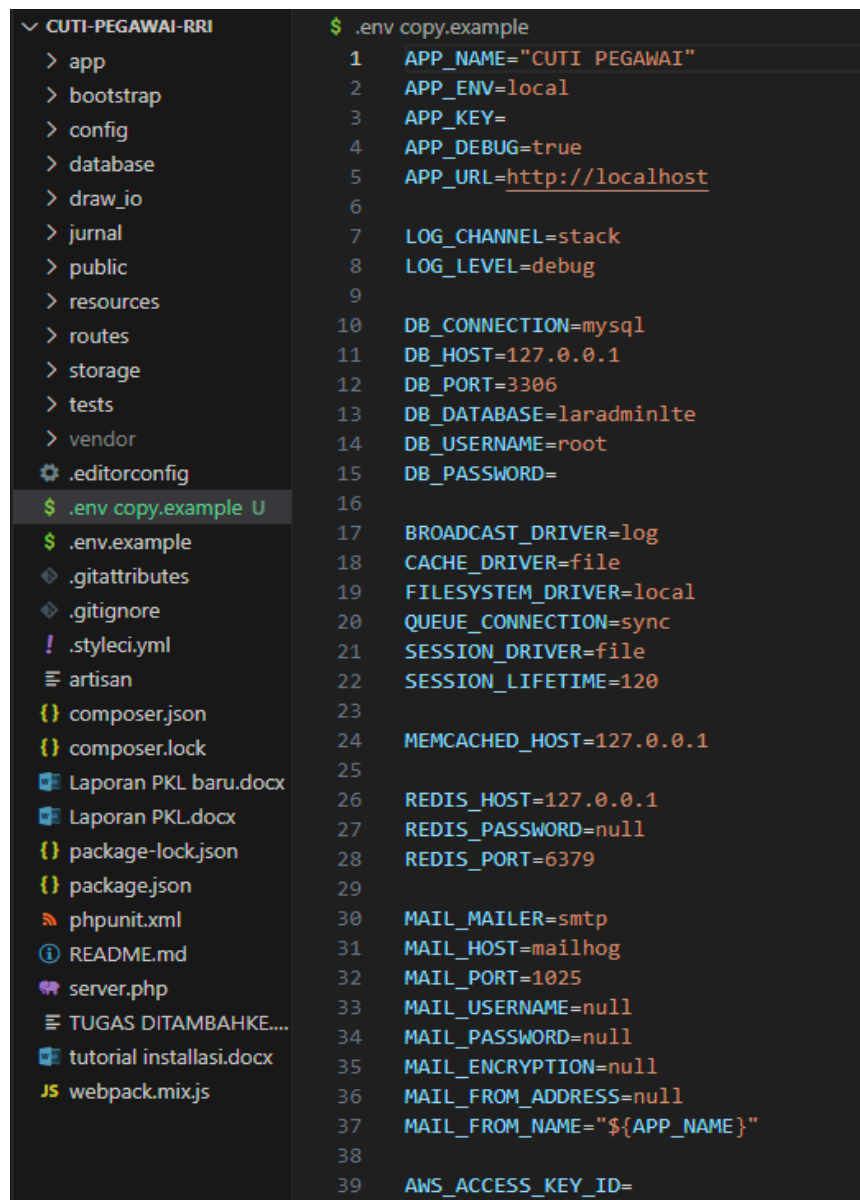 CUTI-PEGAWAI-RRI
app
bootstrap
config
database
draw_io
jurnal
public
resources
routes
storage
tests
vendor
.editorconfig
.env copy.example U
.env.example
.gitattributes
.gitignore
.styleci.yml
artisan
composer.json
composer.lock
Laporan PKL baru.docx
Laporan PKL.docx
package-lock.json
package.json
phpunit.xml
README.md
server.php
TUGAS DITAMBAHKE....
tutorial installasi.docx
JS webpack.mix.js
$ .env copy.example
1 APP_NAME="CUTI PEGAWAI"
2 APP_ENV=local
3 APP_KEY=
4 APP_DEBUG=true
5 APP_URL=http://localhost
6
7 LOG_CHANNEL=stack
8 LOG_LEVEL=debug
9
10 DB_CONNECTION=mysql
11 DB_HOST=127.0.0.1
12 DB_PORT=3306
13 DB_DATABASE=laradminlte
14 DB_USERNAME=root
15 DB_PASSWORD=
16
17 BROADCAST_DRIVER=log
18 CACHE_DRIVER=file
19 FILESYSTEM_DRIVER=local
20 QUEUE_CONNECTION=sync
21 SESSION_DRIVER=file
22 SESSION_LIFETIME=120
23
24 MEMCACHED_HOST=127.0.0.1
25
26 REDIS_HOST=127.0.0.1
27 REDIS_PASSWORD=null
28 REDIS_PORT=6379
29
30 MAIL_MAILER=smtp
31 MAIL_HOST=mailhog
32 MAIL_PORT=1025
33 MAIL_USERNAME=null
34 MAIL_PASSWORD=null
35 MAIL_ENCRYPTION=null
36 MAIL_FROM_ADDRESS=null
37 MAIL_FROM_NAME="${APP_NAME}"
38
39 AWS_ACCESS_KEY_ID=